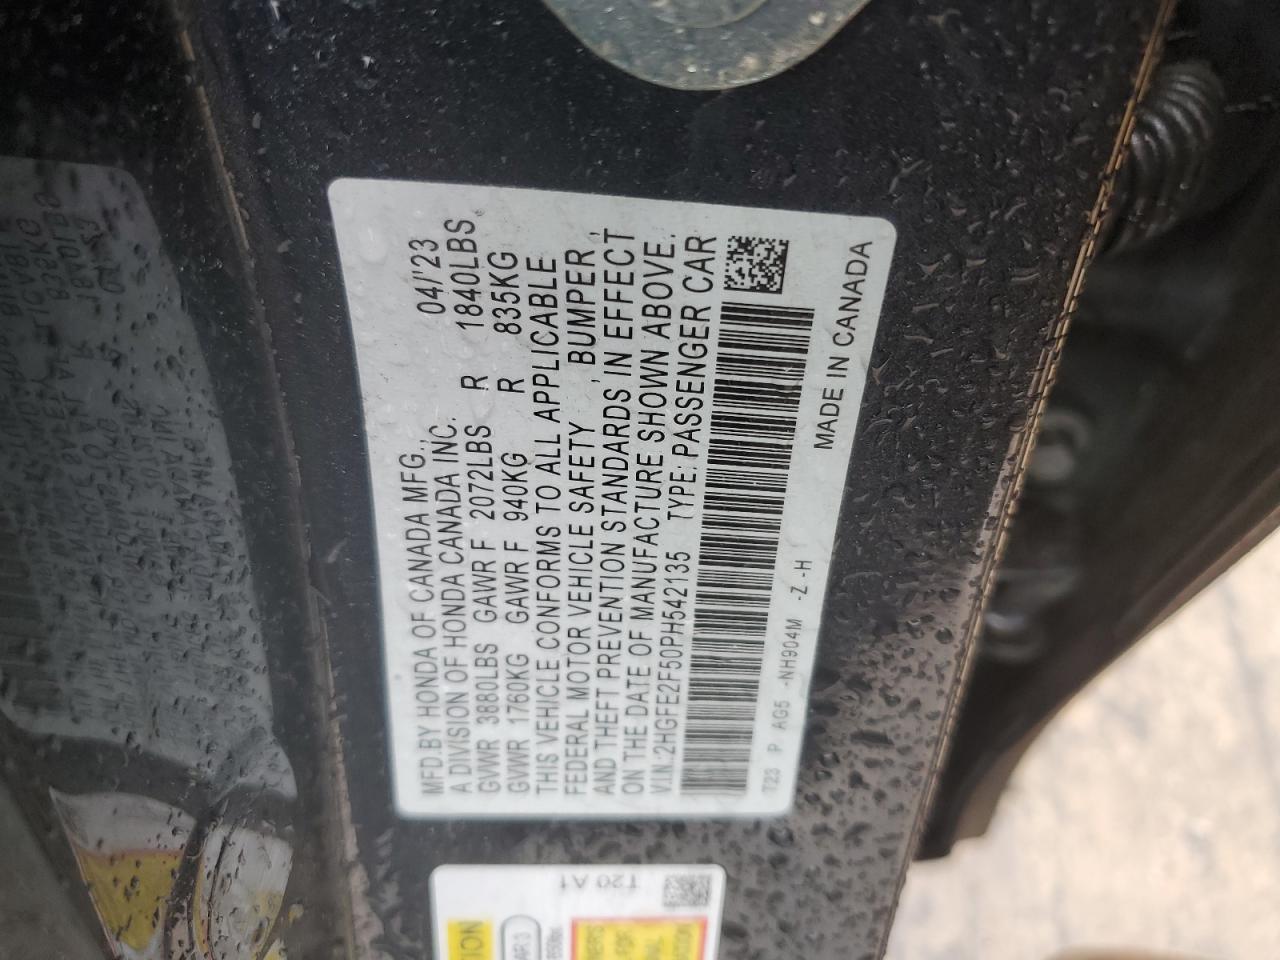 MFD.BY HONDA OF CANADA MFG., 04/'23
A DIVISION OF HONDA CANADA INC.
GVWR 3880LBS GAWR F 2072LBS R 1840LBS
GVWR 1760KG GAWR F 940KG R 835KG
THIS VEHICLE CONFORMS TO ALL APPLICABLE
FEDERAL MOTOR VEHICLE SAFETY, BUMPER,
AND THEFT PREVENTION STANDARDS IN EFFECT
ON THE DATE OF MANUFACTURE SHOWN ABOVE.
V.I.N.:2HGFE2F50PH542135 TYPE: PASSENGER CAR
T23 P AG5 -NH904M -Z -H
MADE IN CANADA
T20 A1